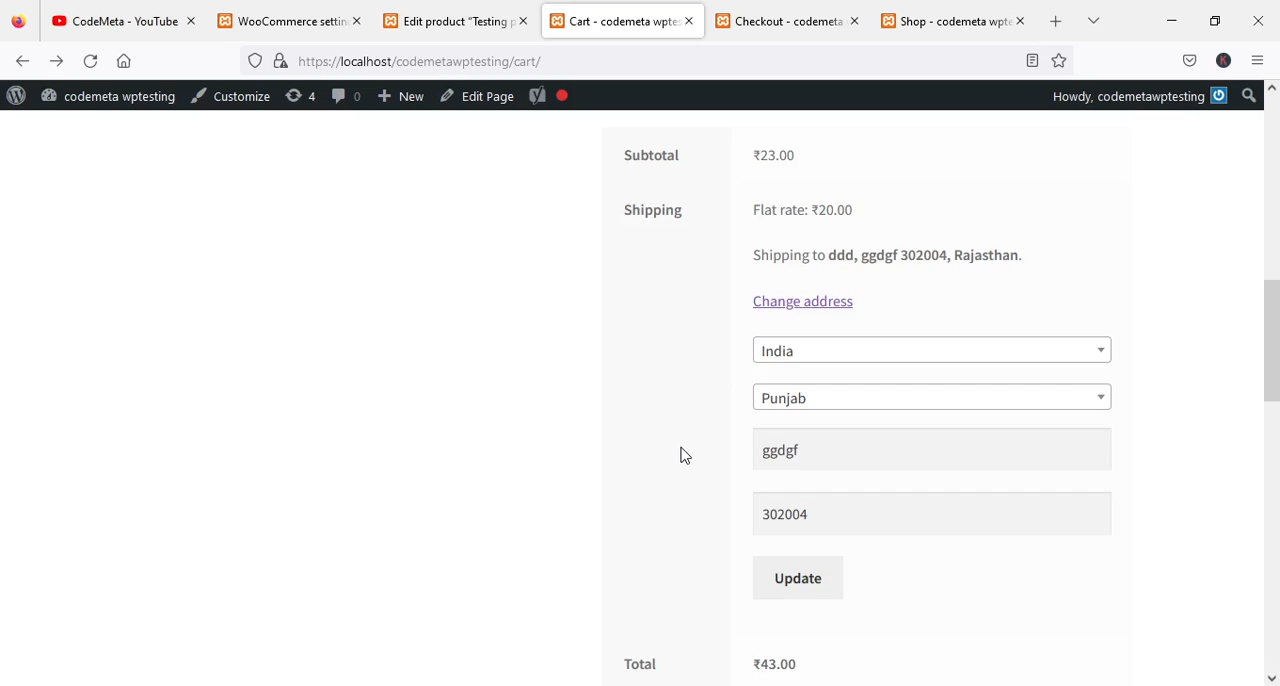 CodeMeta - YouTube
WooCommerce settin
Edit product “Testing p
Cart - codemeta wptes
Checkout - codemeta
Shop - codemeta wpte
https://localhost/codemetawptesting/cart/
K
codemeta wptesting
Customize
4
0
New
Edit Page
Howdy, codemetawptesting
Subtotal
₹23.00
Shipping
Flat rate: ₹20.00
Shipping to ddd, ggdgf 302004, Rajasthan.
Change address
India
Punjab
ggdgf
302004
Update
Total
₹43.00